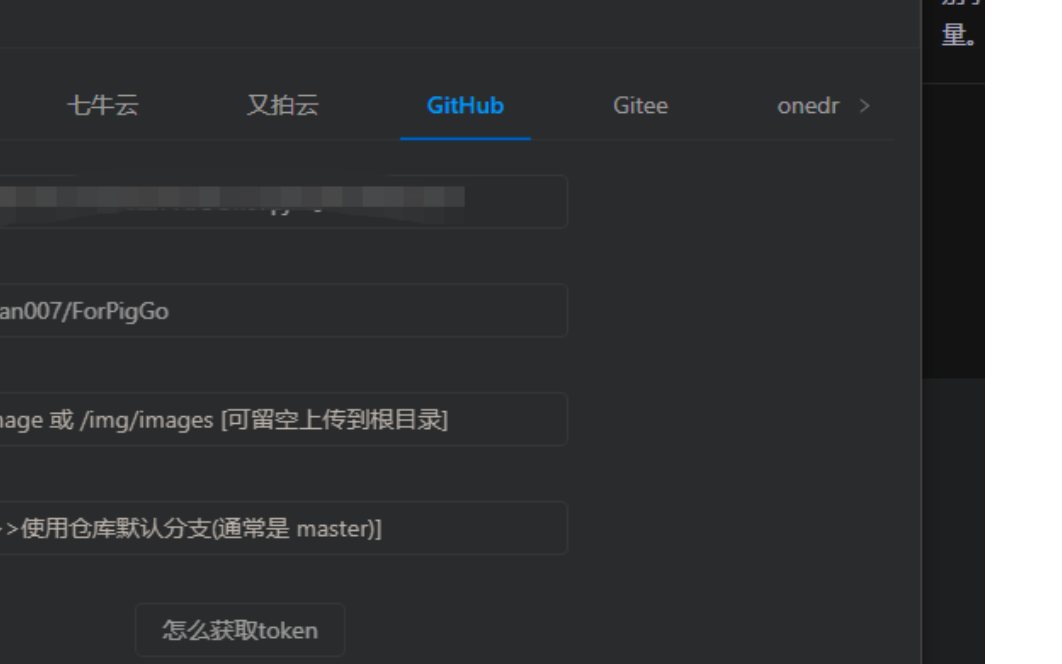 量。
七牛云 又拍云 GitHub Gitee onedr >
an007/ForPigGo
age 或 /img/images [可留空上传到根目录]
>使用仓库默认分支(通常是 master)]
怎么获取token